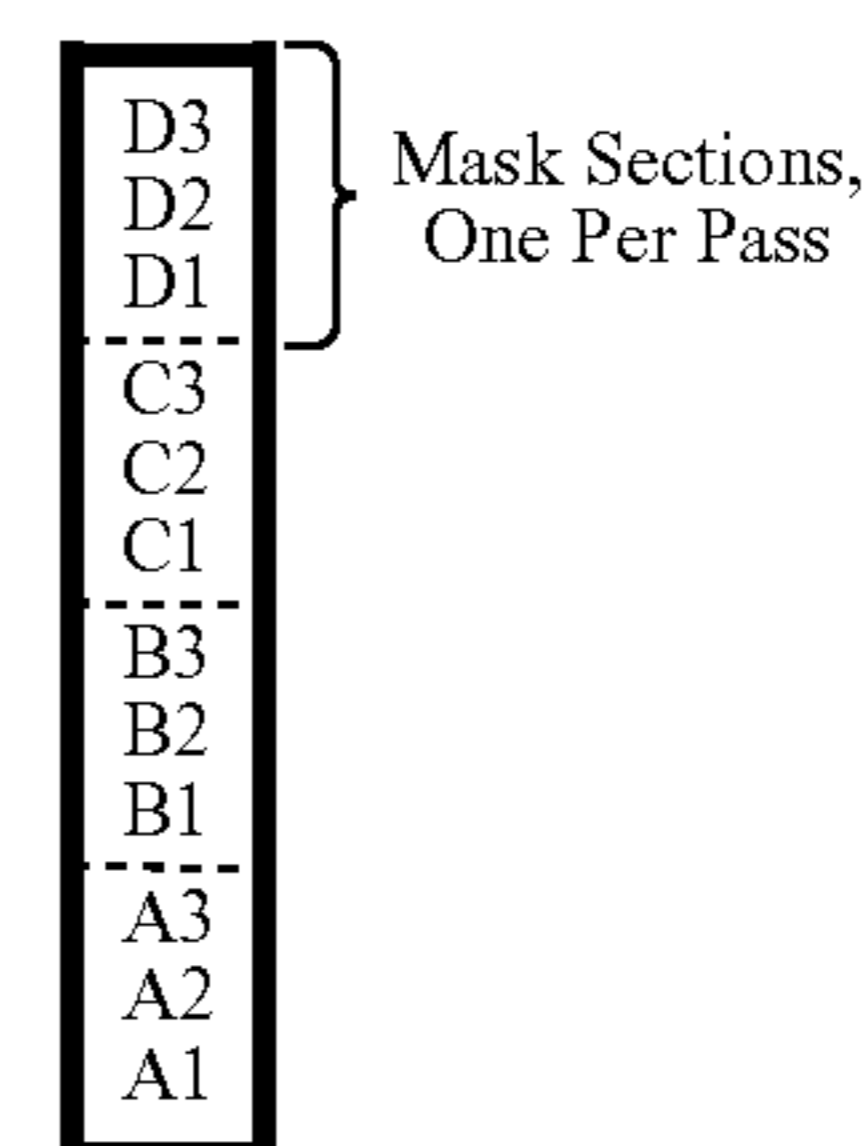 D3
D2
D1
Mask Sections,
One Per Pass
C3
C2
C1
B3
B2
B1
A3
A2
A1